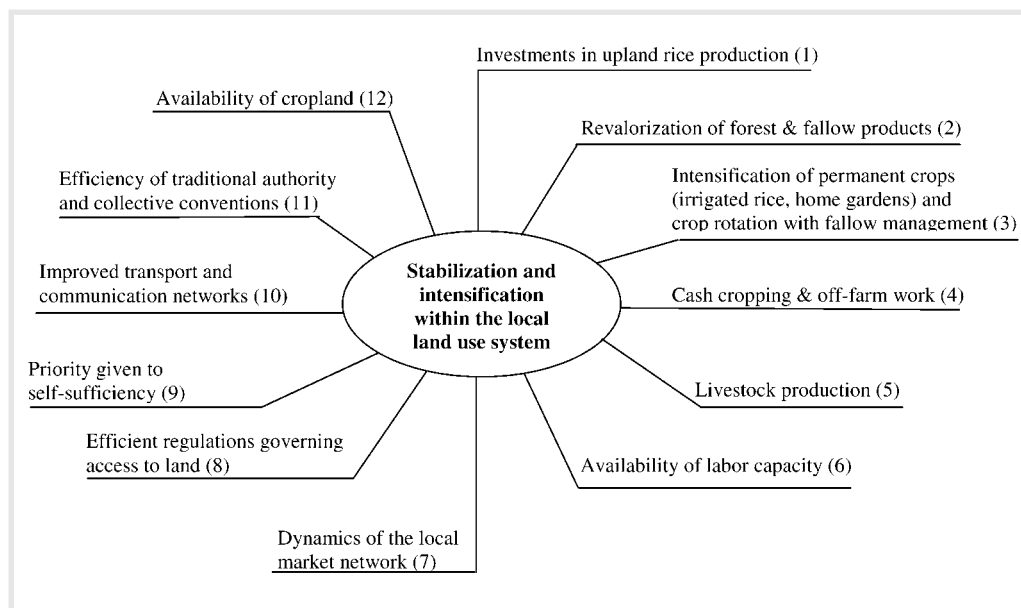 Investments in upland rice production (1)
Availability of cropland (12)
Revalorization of forest & fallow products (2)
Efficiency of traditional authority
and collective conventions (11)
Intensification of permanent crops
(irrigated rice, home gardens) and
crop rotation with fallow management (3)
Improved transport and
communication networks (10)
Stabilization and
intensification
within the local
land use system
Cash cropping & off-farm work (4)
Priority given to
self-sufficiency (9)
Livestock production (5)
Efficient regulations governing
access to land (8)
Availability of labor capacity (6)
Dynamics of the local
market network (7)